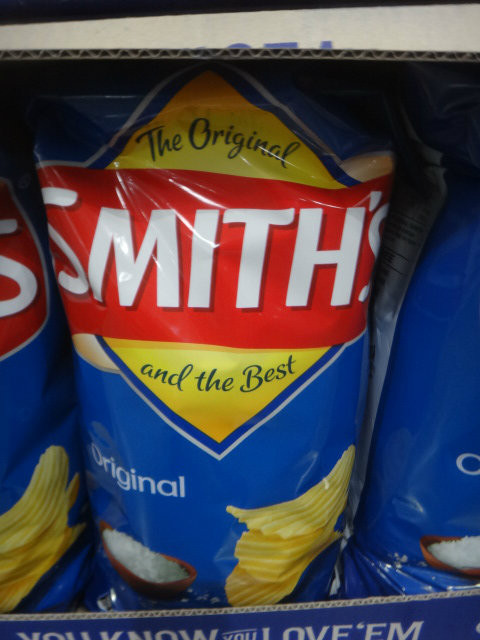 The Original
SMITH'S
and the Best
Original
YOU KNOW YOU LOVE 'EM